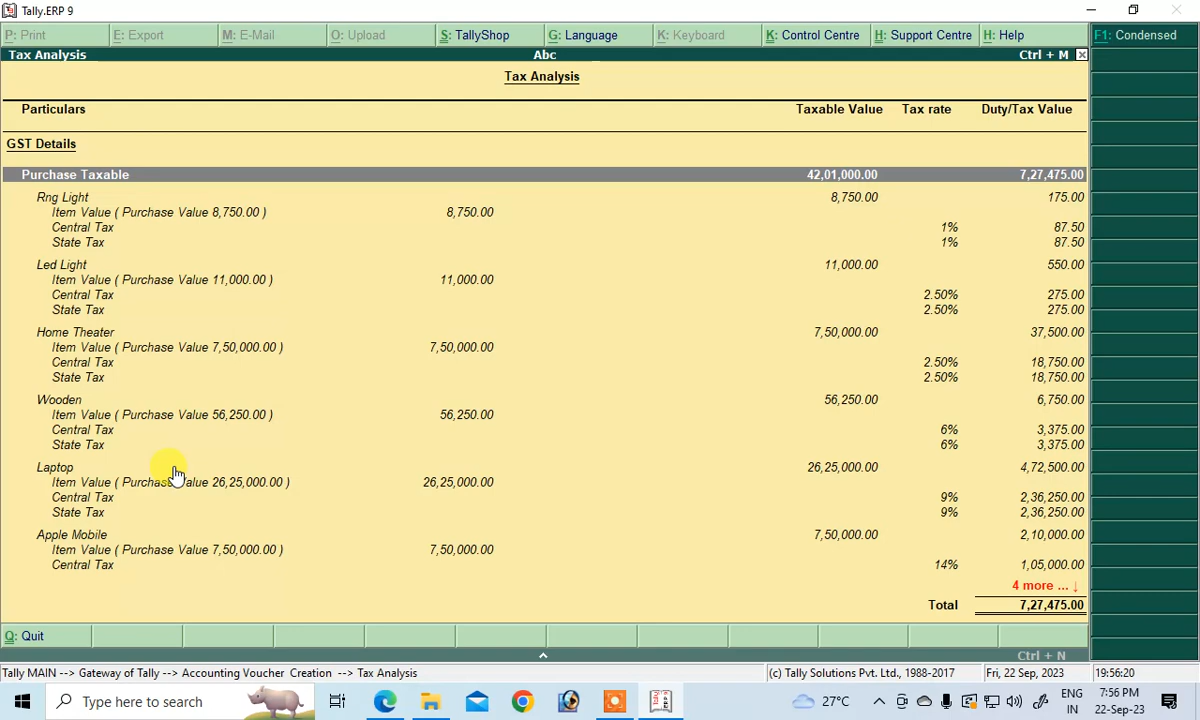 Tally.ERP 9
P: Print E: Export M: E-Mail O: Upload S: TallyShop G: Language K: Keyboard K: Control Centre H: Support Centre H: Help F1: Condensed
Tax Analysis Abc Ctrl + M
Tax Analysis
Particulars Taxable Value Tax rate Duty/Tax Value
GST Details
Purchase Taxable 42,01,000.00 7,27,475.00
Rng Light 8,750.00 175.00
Item Value ( Purchase Value 8,750.00 ) 8,750.00
Central Tax 1% 87.50
State Tax 1% 87.50
Led Light 11,000.00 550.00
Item Value ( Purchase Value 11,000.00 ) 11,000.00
Central Tax 2.50% 275.00
State Tax 2.50% 275.00
Home Theater 7,50,000.00 37,500.00
Item Value ( Purchase Value 7,50,000.00 ) 7,50,000.00
Central Tax 2.50% 18,750.00
State Tax 2.50% 18,750.00
Wooden 56,250.00 6,750.00
Item Value ( Purchase Value 56,250.00 ) 56,250.00
Central Tax 6% 3,375.00
State Tax 6% 3,375.00
Laptop 26,25,000.00 4,72,500.00
Item Value ( Purchase Value 26,25,000.00 ) 26,25,000.00
Central Tax 9% 2,36,250.00
State Tax 9% 2,36,250.00
Apple Mobile 7,50,000.00 2,10,000.00
Item Value ( Purchase Value 7,50,000.00 ) 7,50,000.00
Central Tax 14% 1,05,000.00
4 more ... ↓
Total 7,27,475.00
Q: Quit
Ctrl + N
Tally MAIN --> Gateway of Tally --> Accounting Voucher Creation --> Tax Analysis (c) Tally Solutions Pvt. Ltd., 1988-2017 Fri, 22 Sep, 2023 19:56:20
Type here to search 27°C ENG IN 7:56 PM 22-Sep-23